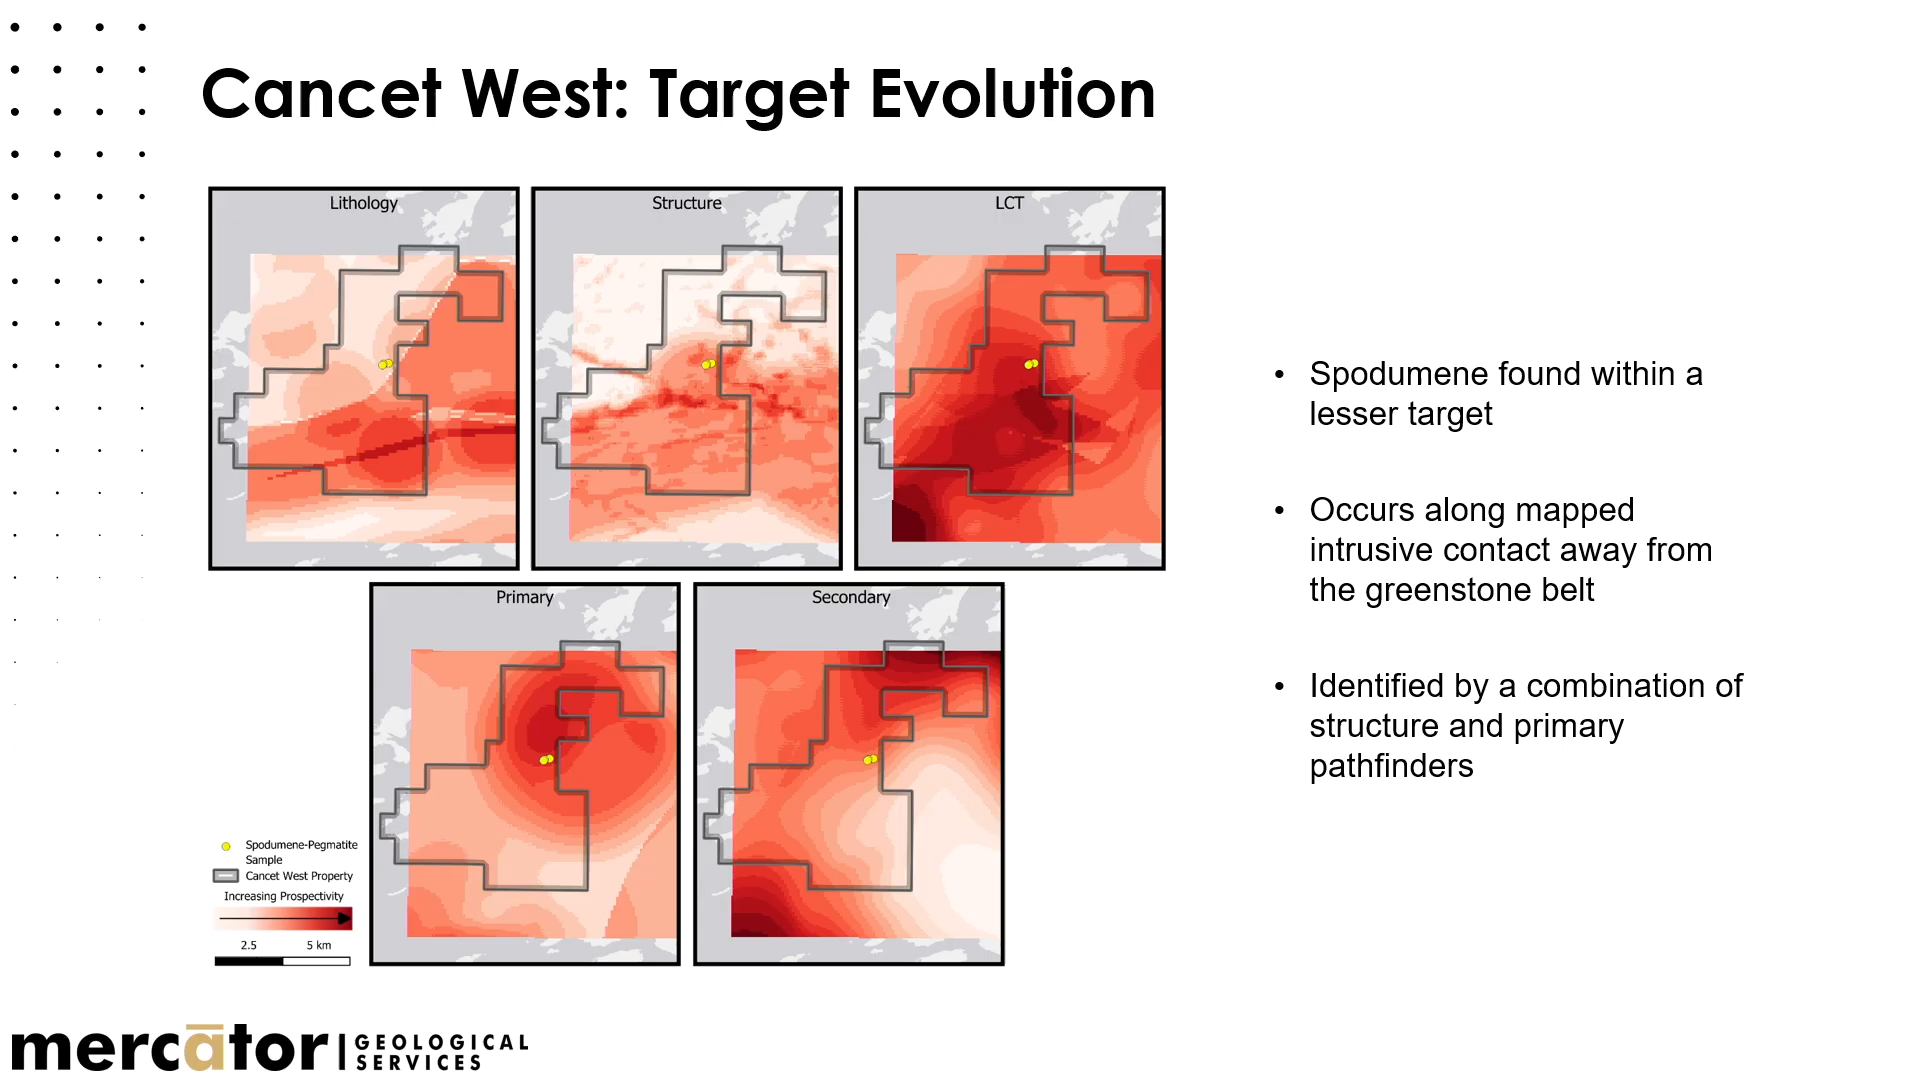 Cancet West: Target Evolution
Lithology
Structure
LCT
Primary
Secondary
Spodumene-Pegmatite
Sample
Cancet West Property
Increasing Prospectivity
2.5 5 km
• Spodumene found within a
lesser target
• Occurs along mapped
intrusive contact away from
the greenstone belt
• Identified by a combination of
structure and primary
pathfinders
mercātor | GEOLOGICAL
SERVICES